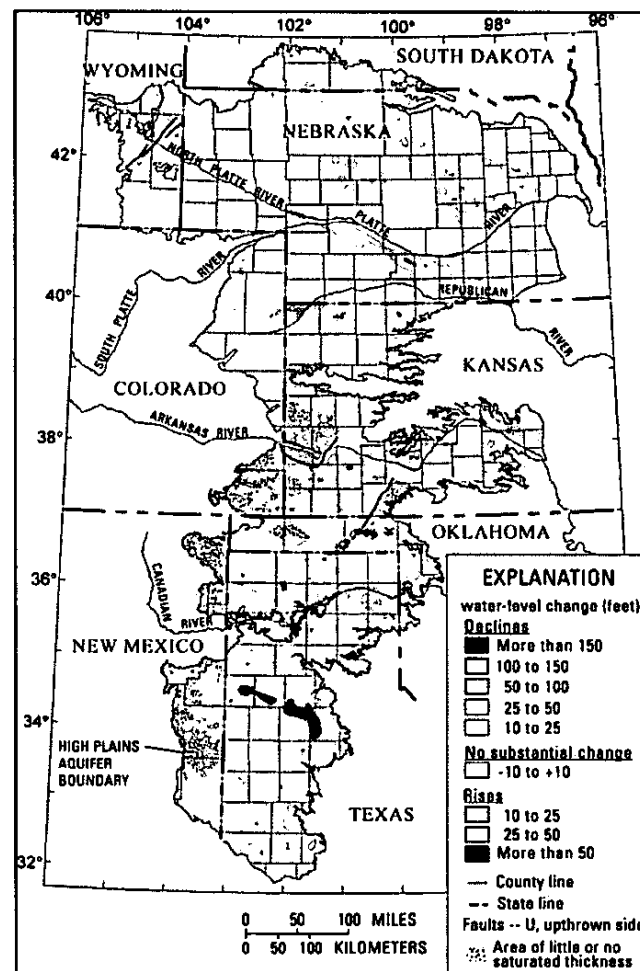 106° 104° 102° 100° 98° 96°
SOUTH DAKOTA
WYOMING
NEBRASKA
42°
NORTH PLATTE RIVER
PLATTE
RIVER
SOUTH PLATTE RIVER
40°
REPUBLICAN
RIVER
KANSAS
COLORADO
ARKANSAS RIVER
38°
OKLAHOMA
36°
CANADIAN
RIVER
NEW MEXICO
34°
HIGH PLAINS
AQUIFER
BOUNDARY
TEXAS
32°
0 50 100 MILES
0 50 100 KILOMETERS
EXPLANATION
water-level change (feet)
Declines
More than 150
100 to 150
50 to 100
25 to 50
10 to 25
No substantial change
-10 to +10
Rises
10 to 25
25 to 50
More than 50
County line
State line
Faults -- U, upthrown side
Area of little or no
saturated thickness